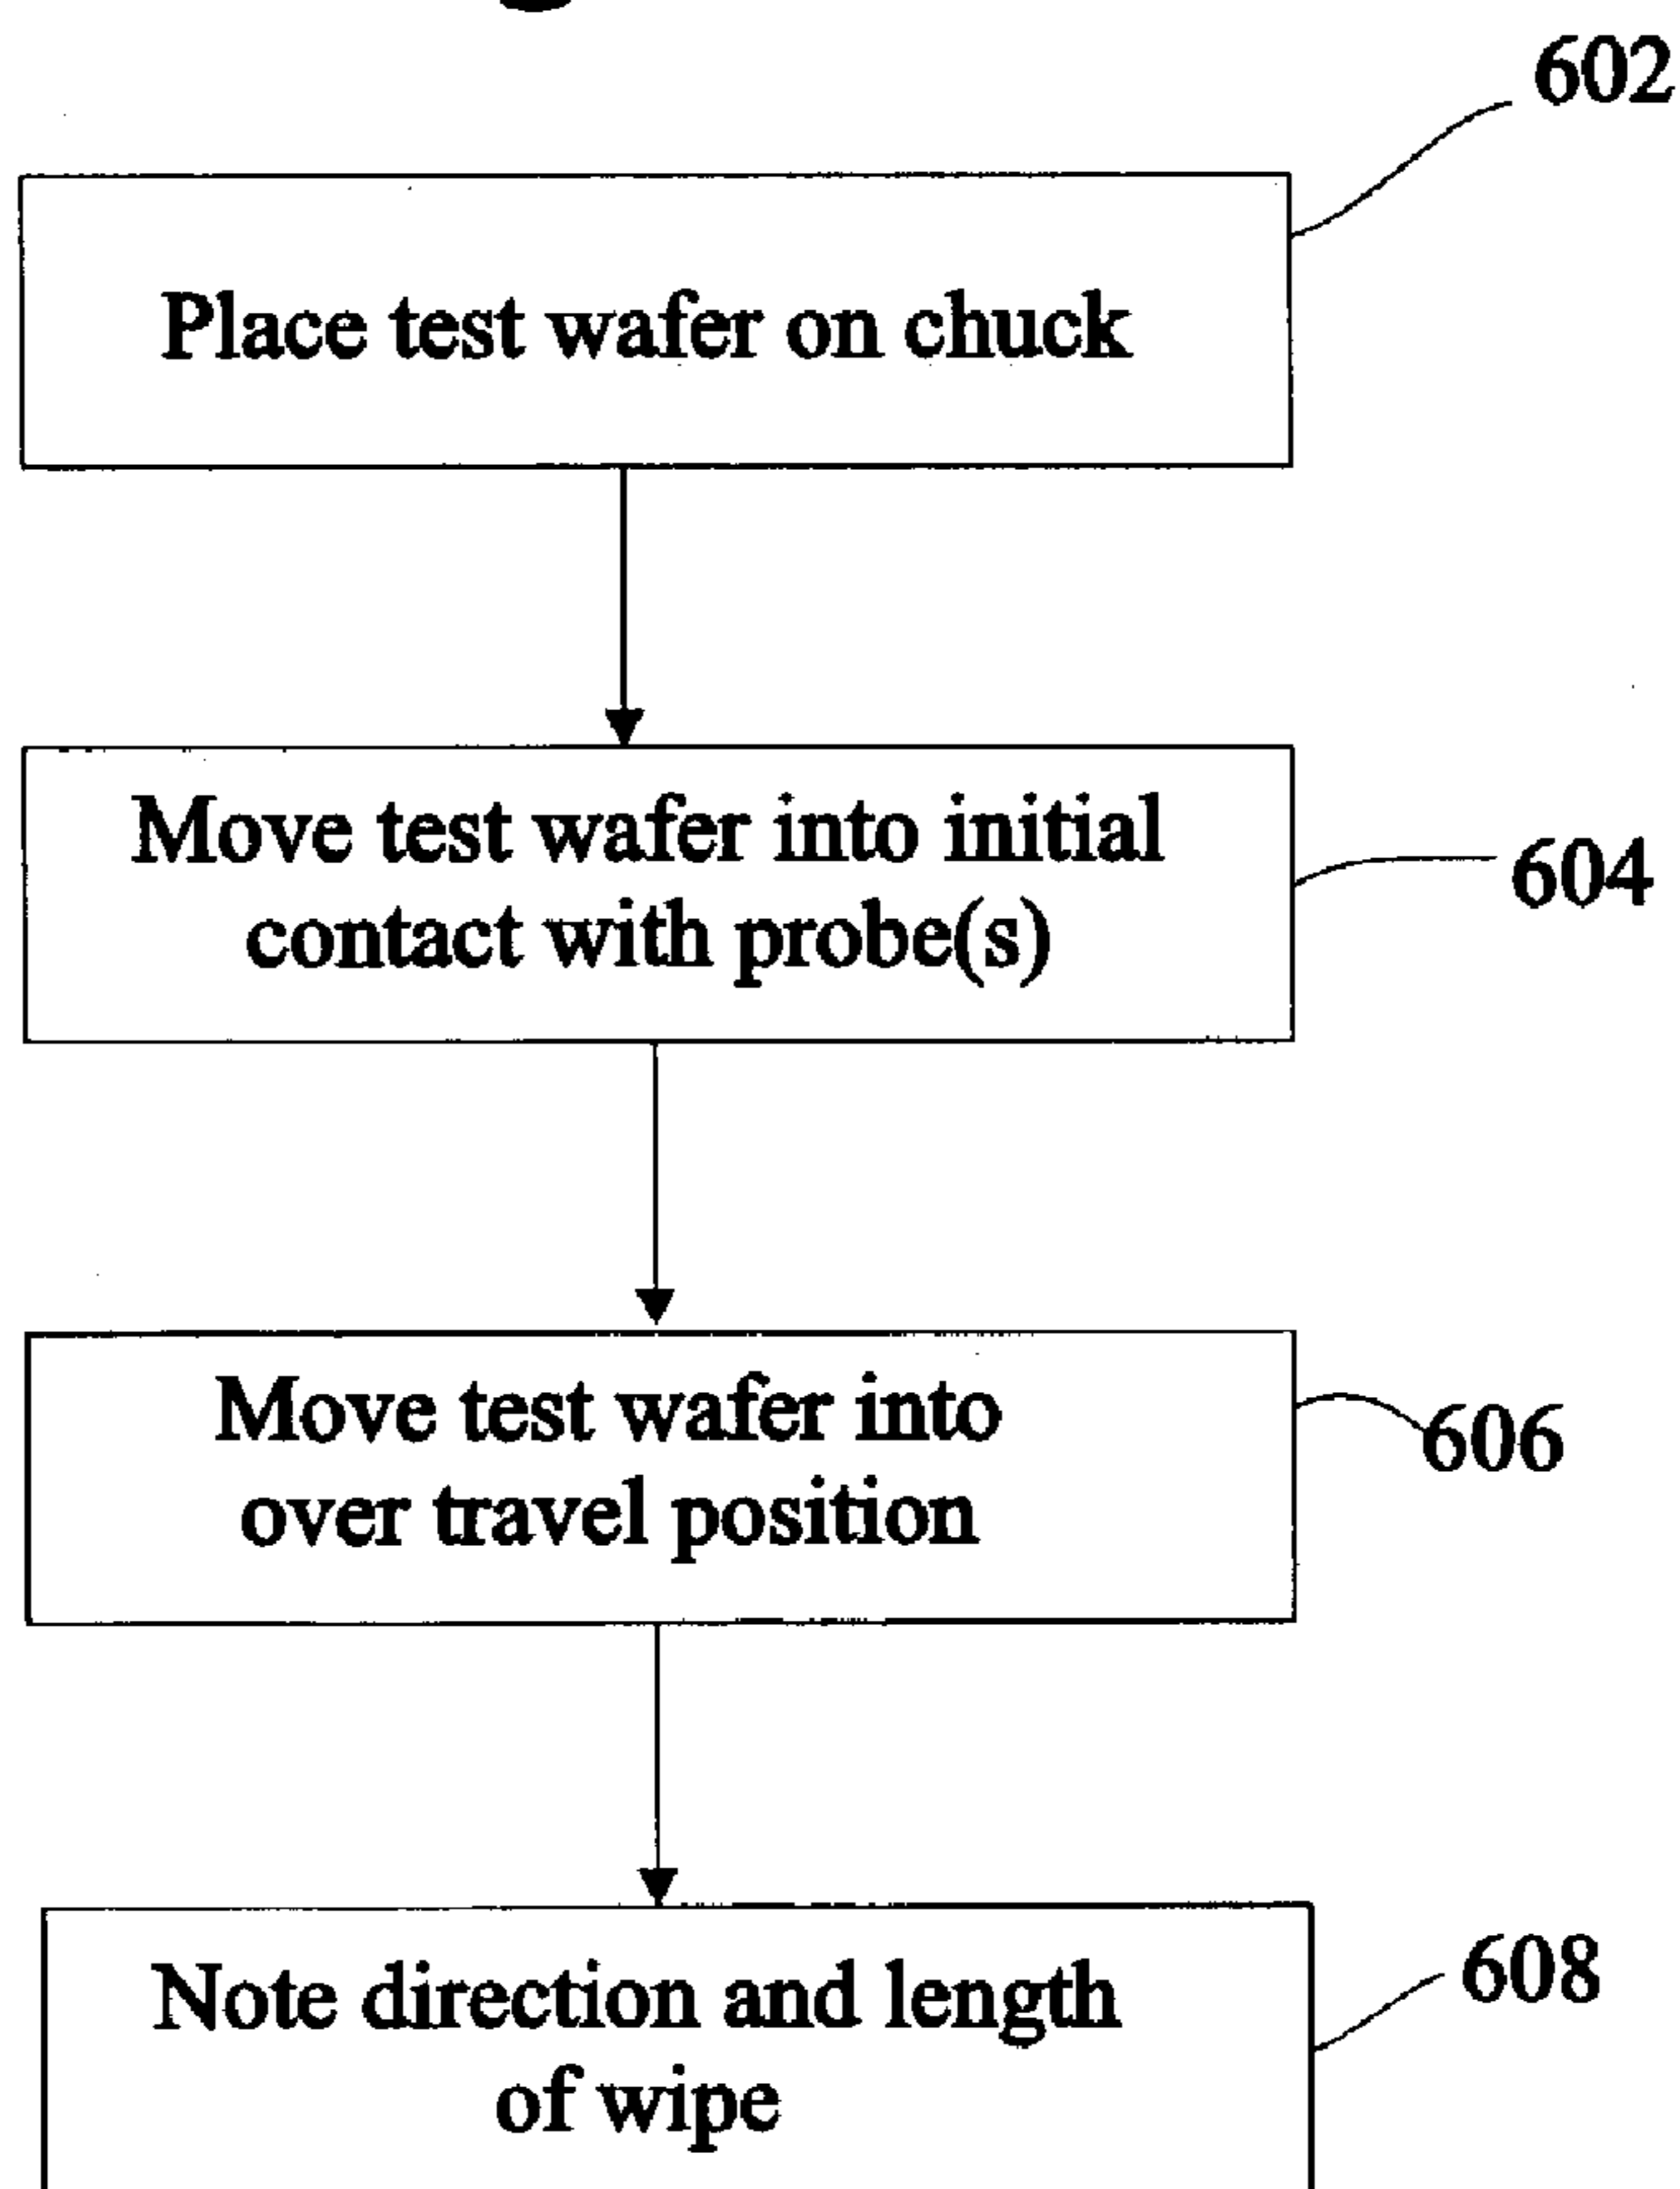 602
Place test wafer on chuck
Move test wafer into initial
contact with probe(s)
604
Move test wafer into
over travel position
606
Note direction and length
of wipe
608